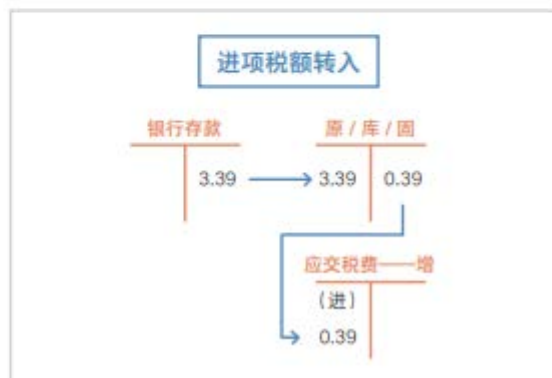 进项税额转入
银行存款 原/库/固
3.39 3.39 0.39
应交税费——增
(进)
0.39